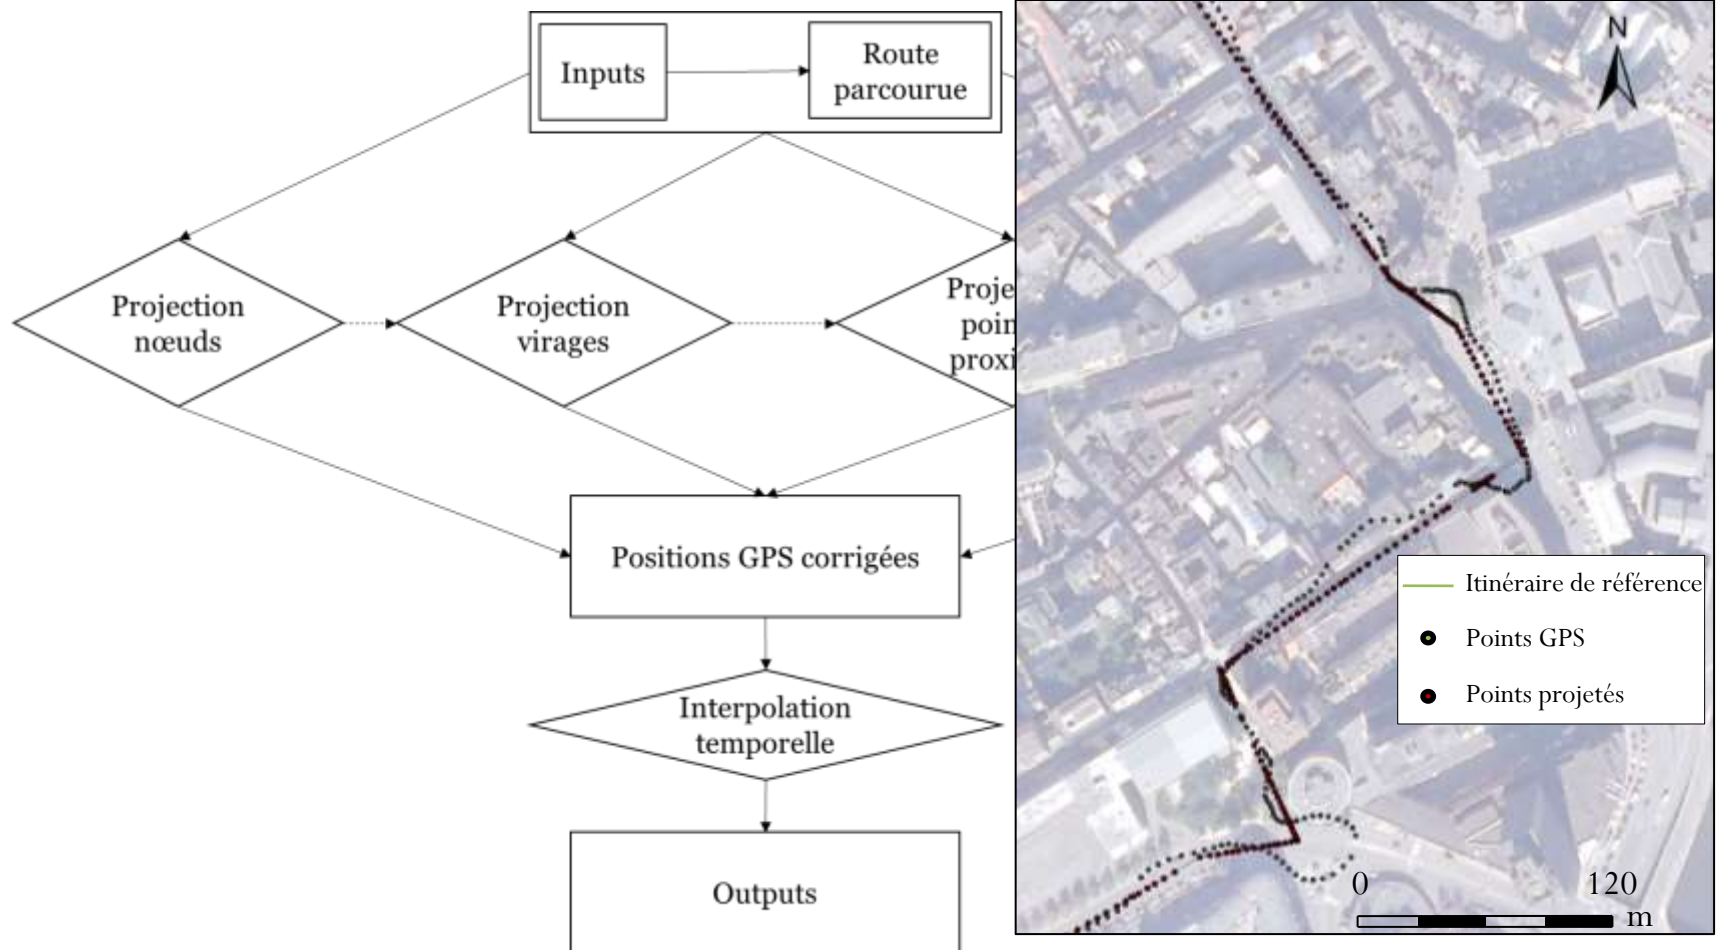 Inputs
Route
parcourue
Projection
nœuds
Projection
virages
Positions GPS corrigées
Interpolation
temporelle
Outputs
N
Itinéraire de référence
Points GPS
Points projetés
0
120
m